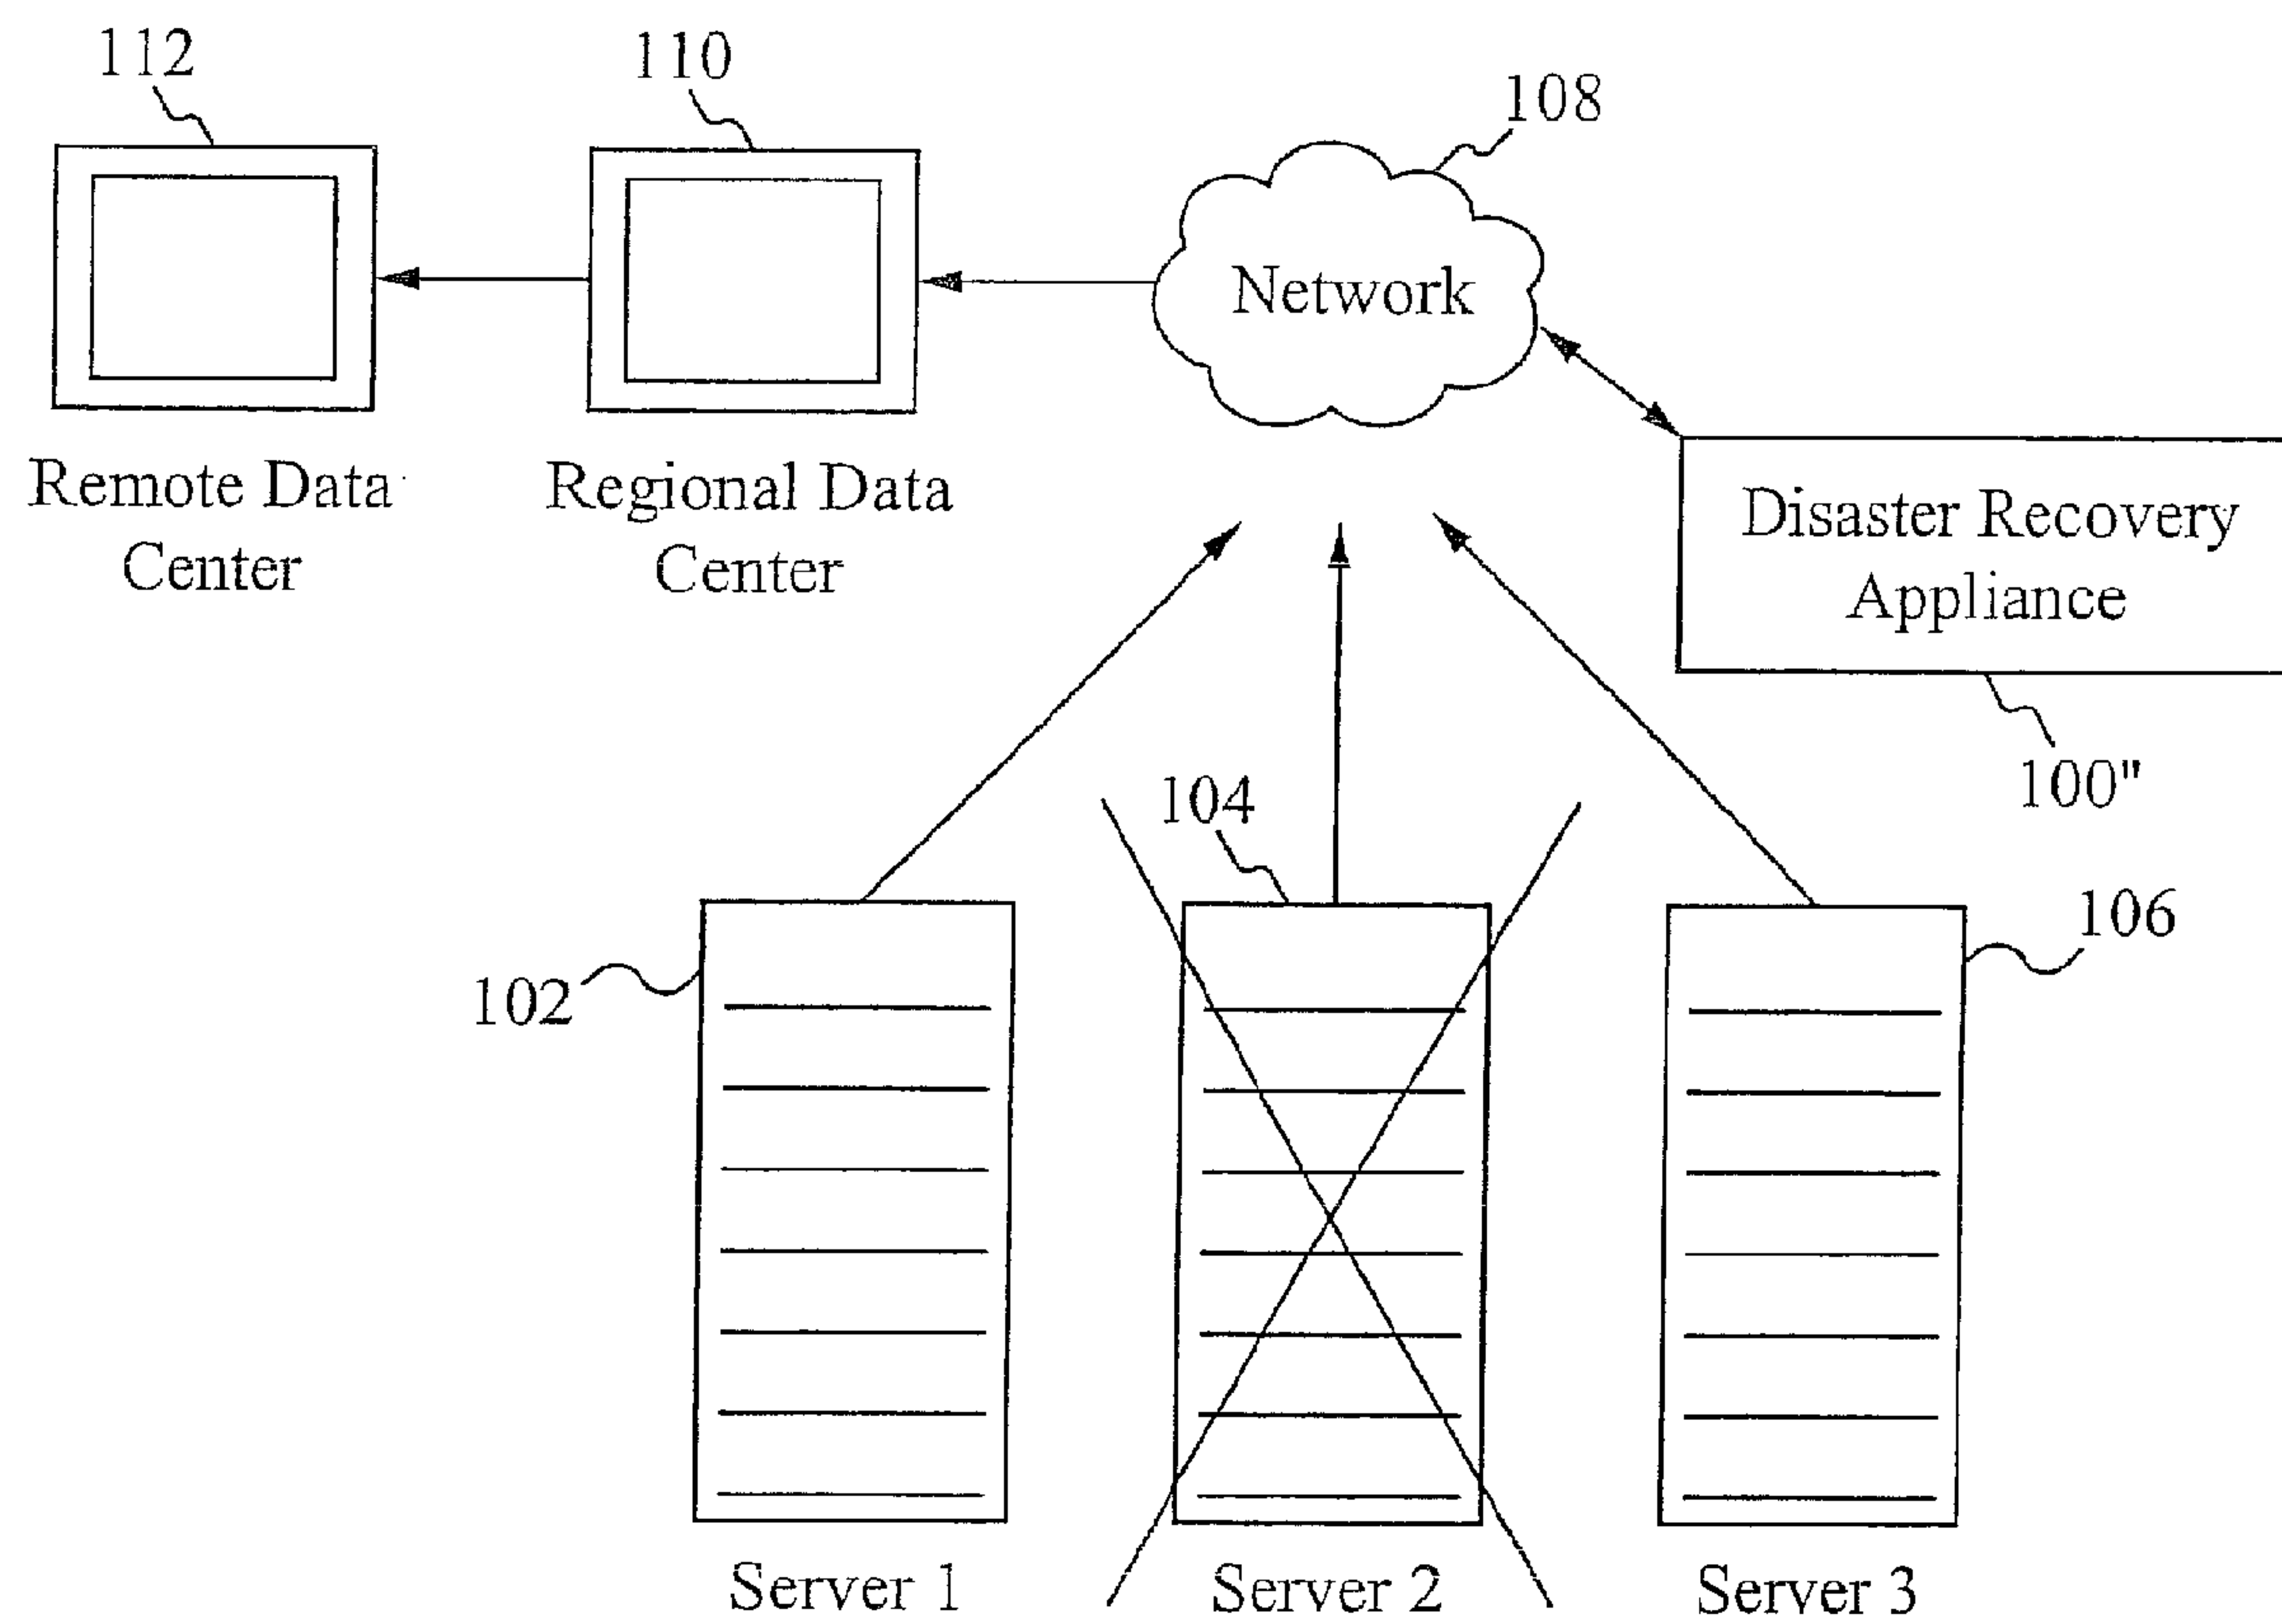 112
110
108
Network
Remote Data
Center
Regional Data
Center
Disaster Recovery
Appliance
100"
104
102
106
Server 1
Server 2
Server 3